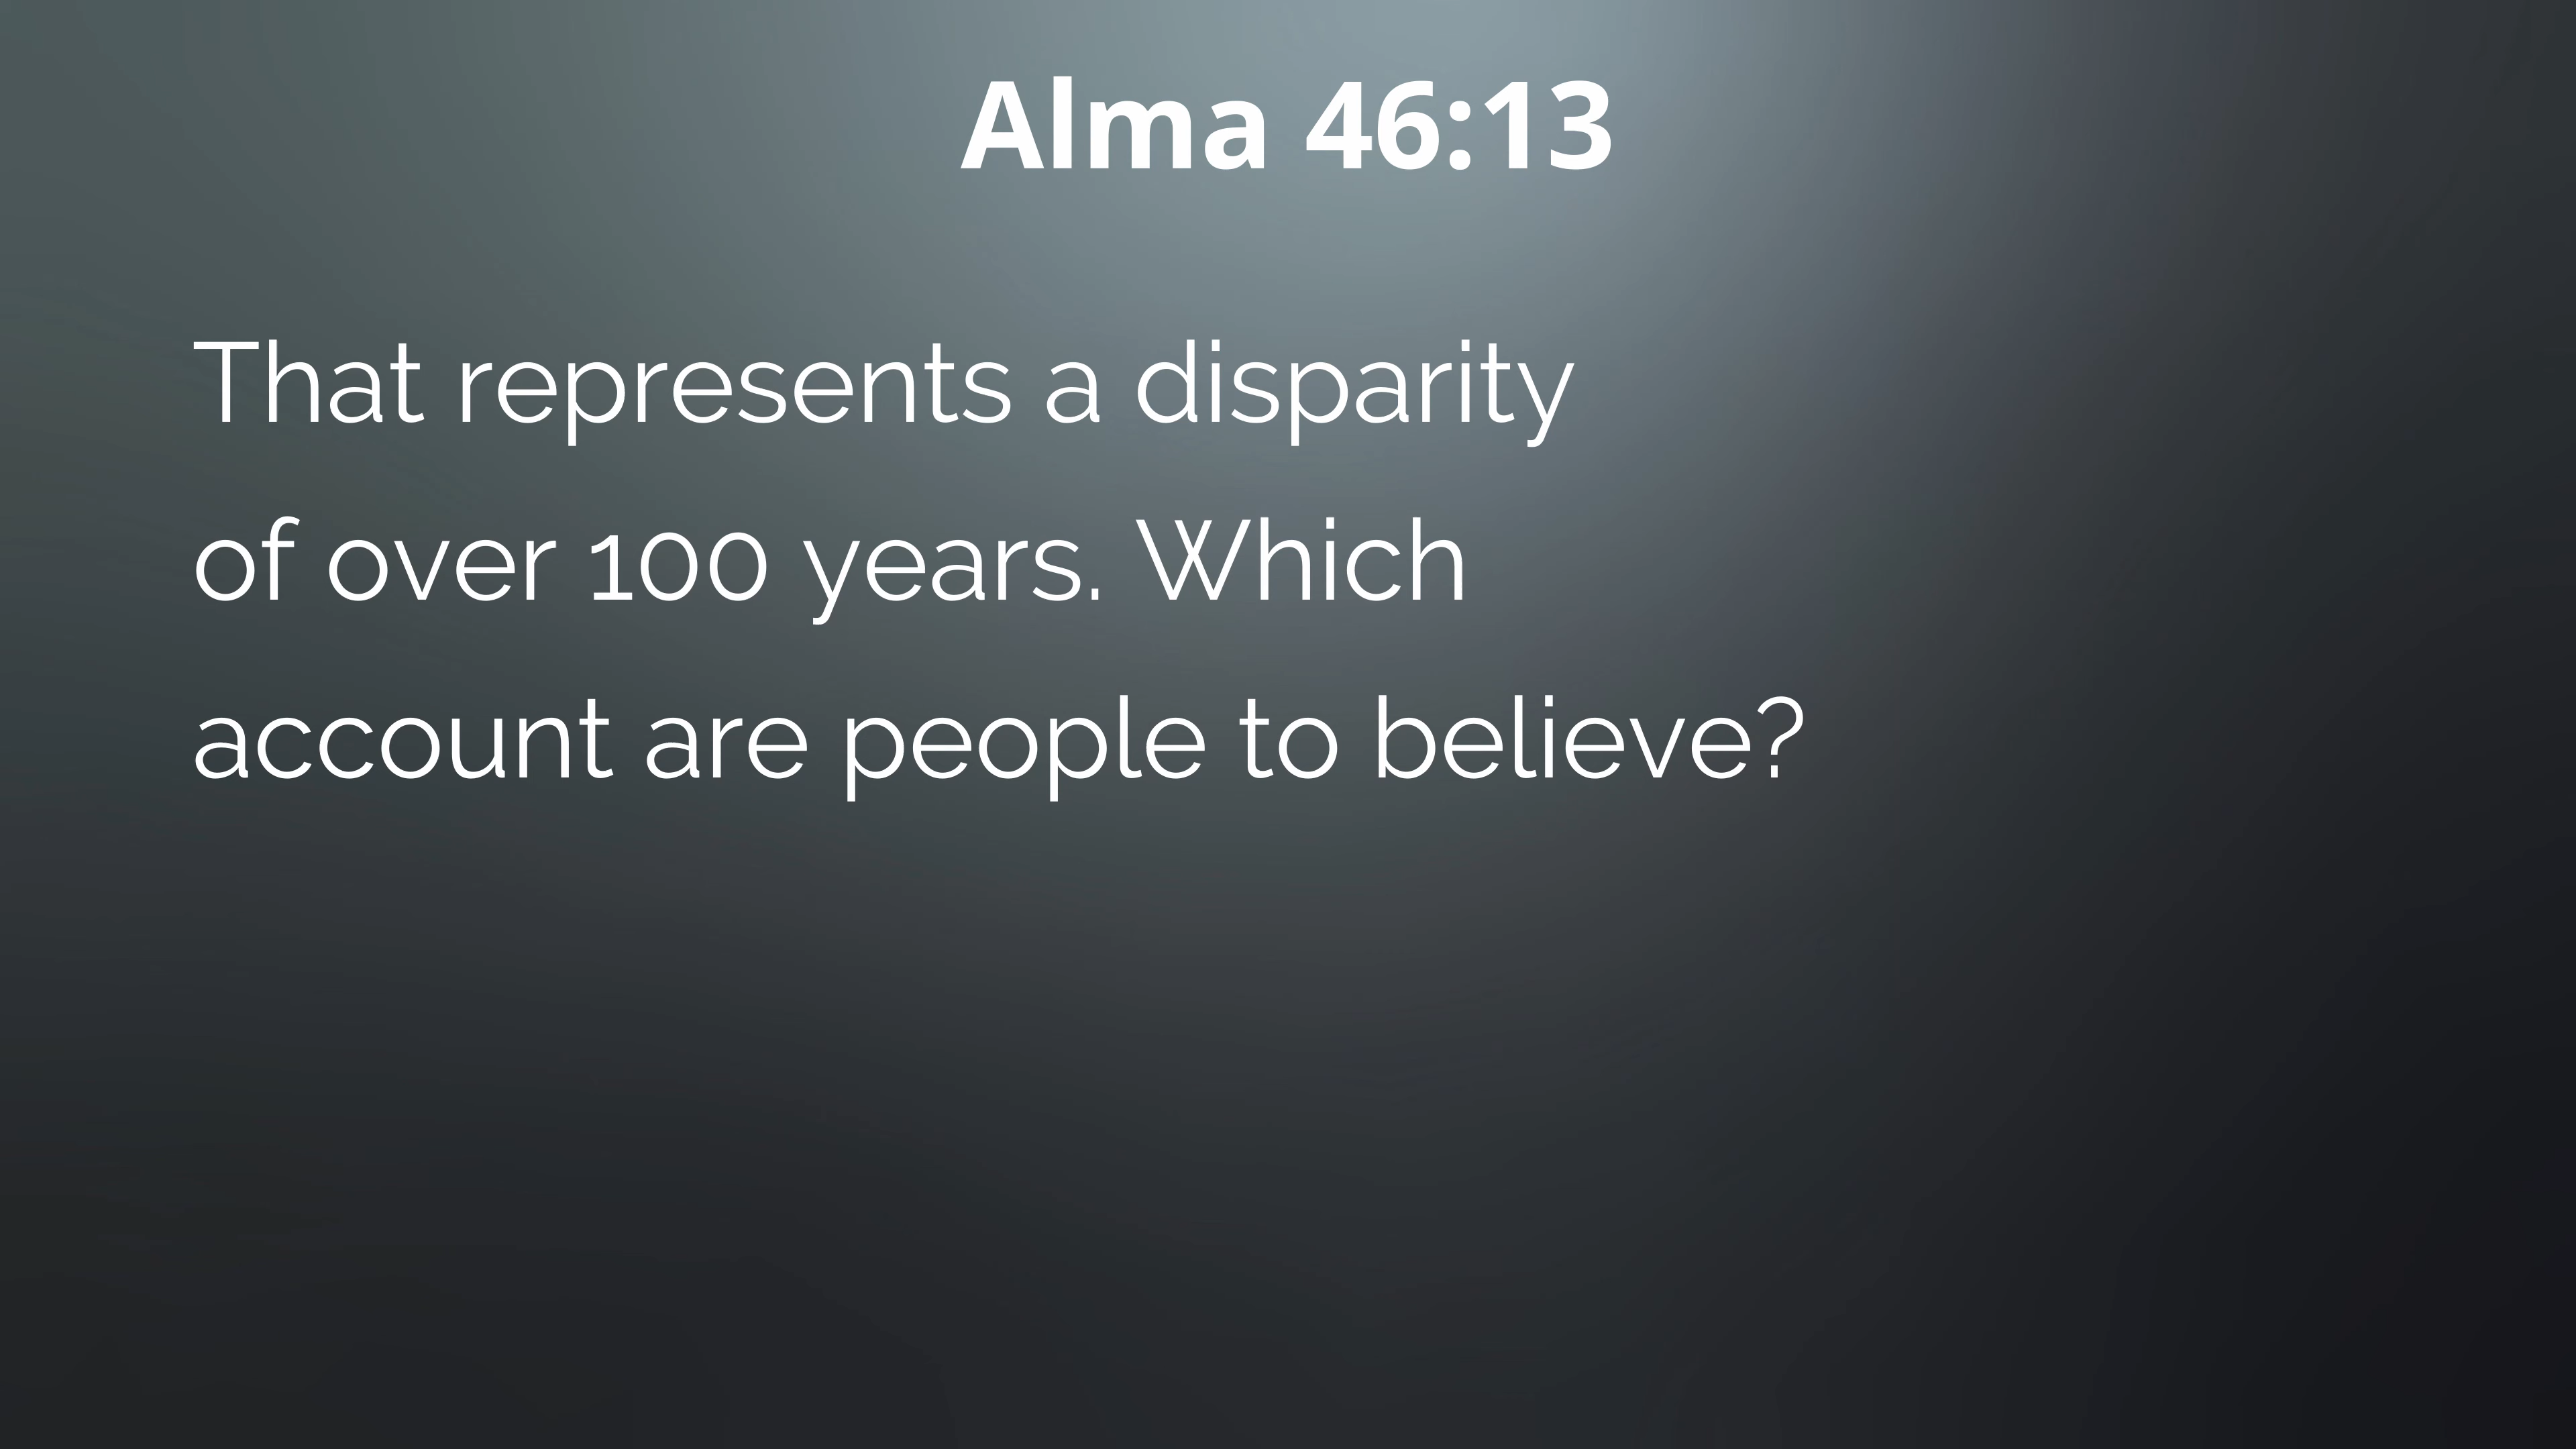 Alma 46:13
That represents a disparity
of over 100 years. Which
account are people to believe?